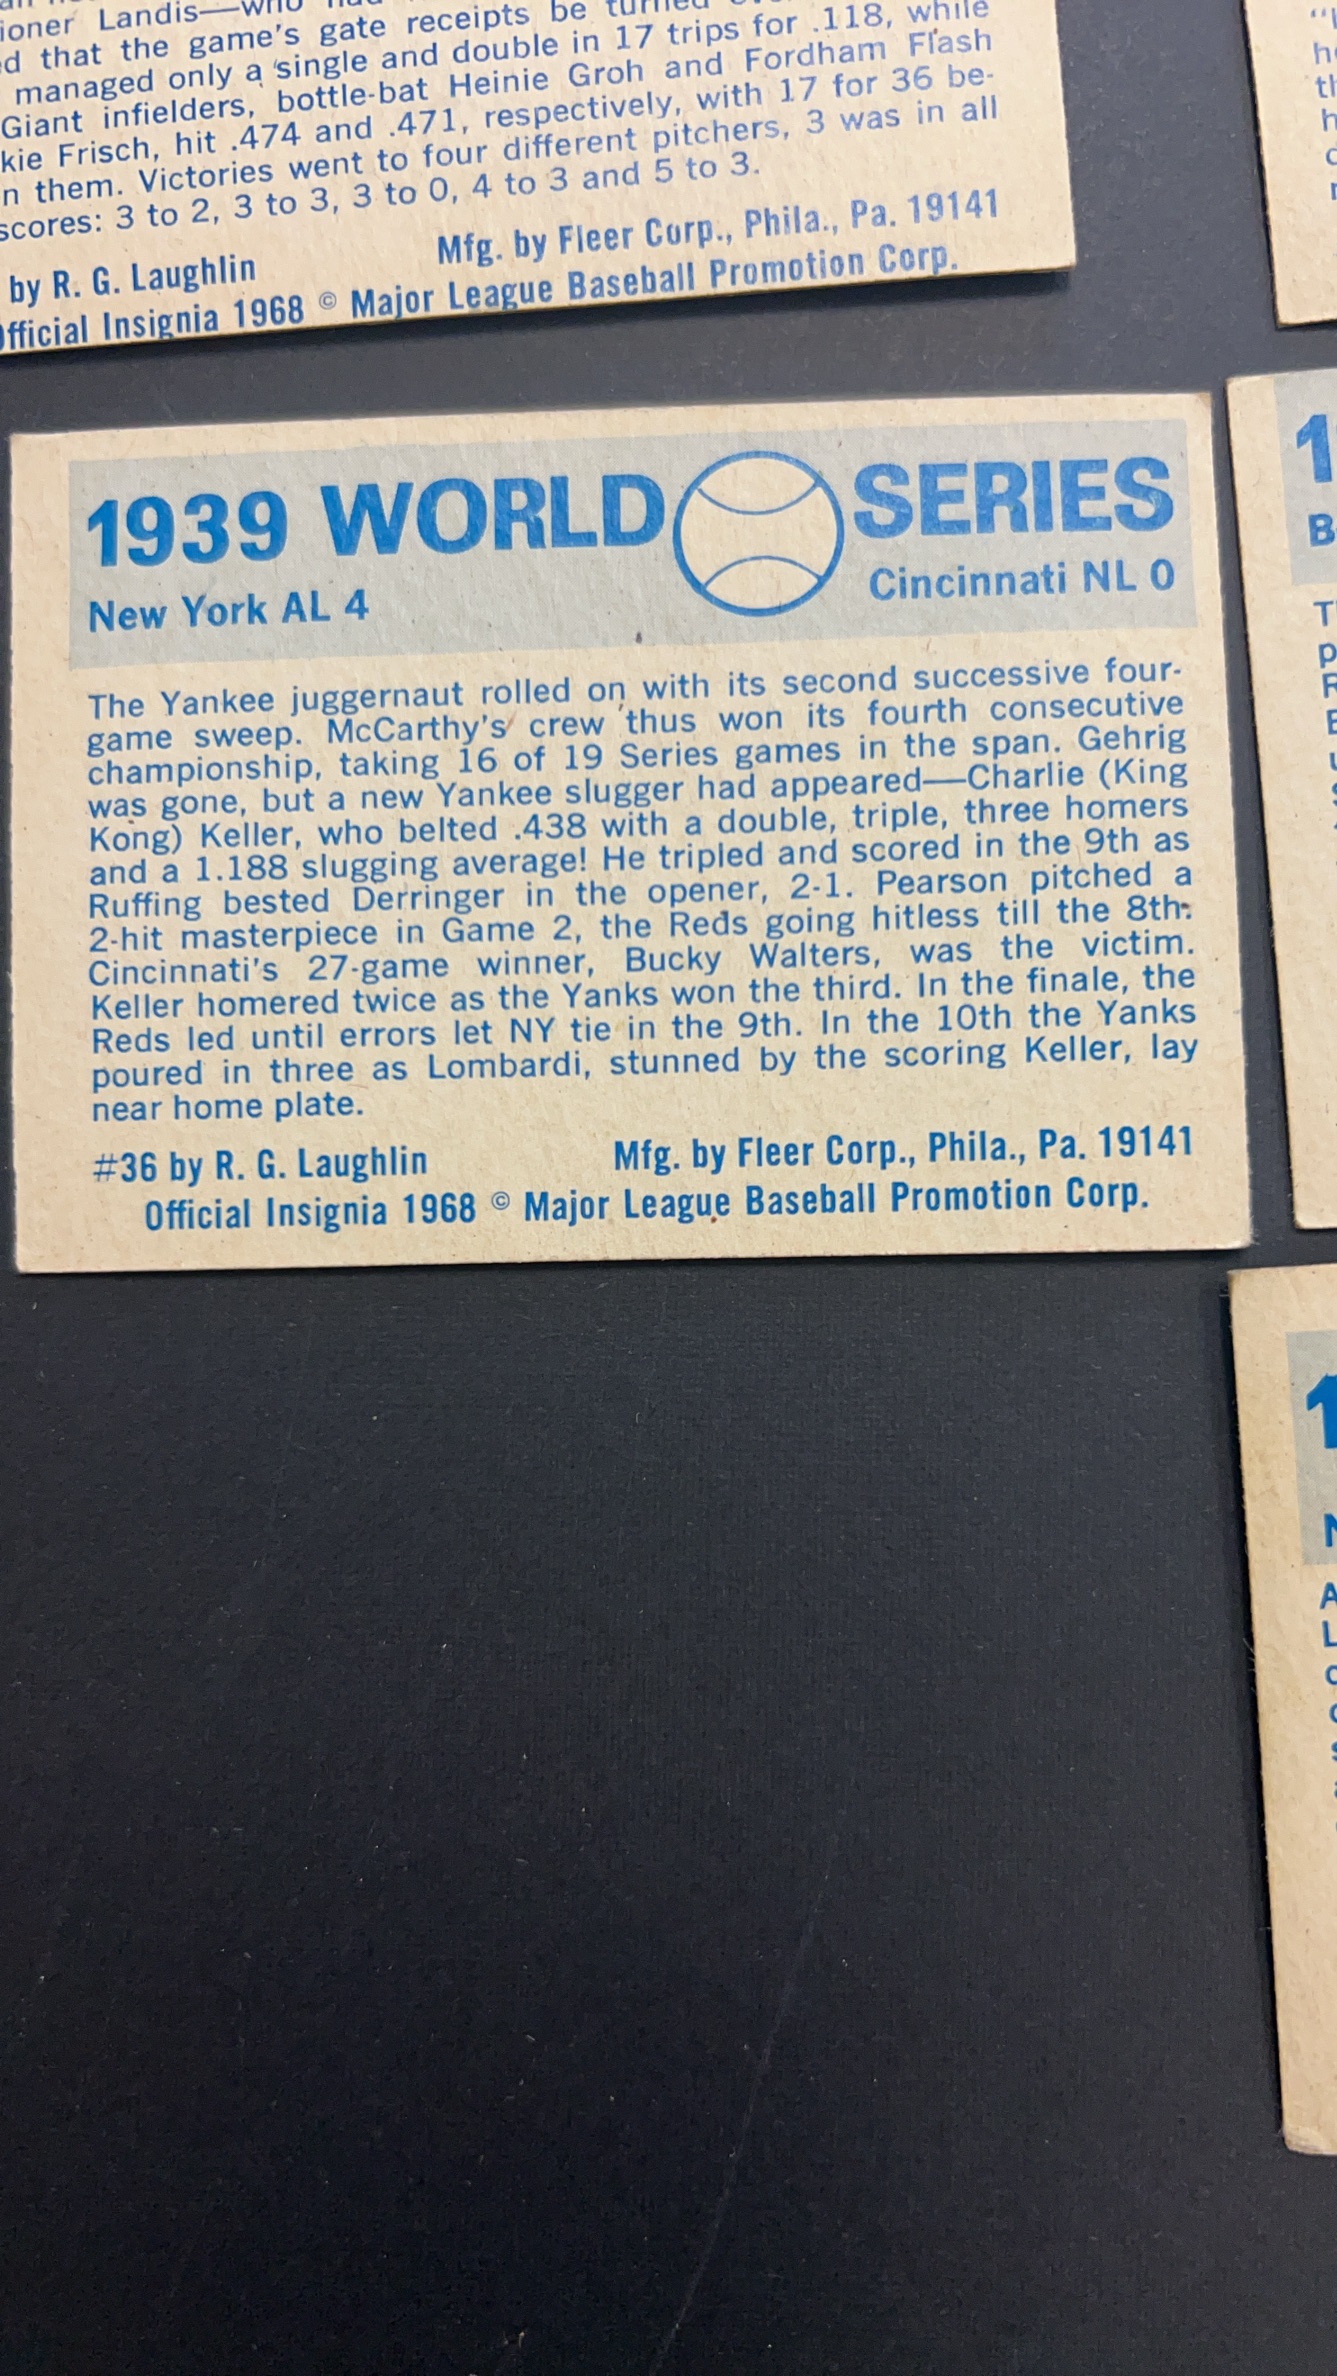 ioner Landis—who
d that the game's gate receipts be turned
managed only a single and double in 17 trips for .118, while
Giant infielders, bottle-bat Heinie Groh and Fordham Flash
kie Frisch, hit .474 and .471, respectively, with 17 for 36 be-
n them. Victories went to four different pitchers, 3 was in all
scores: 3 to 2, 3 to 3, 3 to 0, 4 to 3 and 5 to 3.
by R. G. Laughlin Mfg. by Fleer Corp., Phila., Pa. 19141
Official Insignia 1968 © Major League Baseball Promotion Corp.
1939 WORLD SERIES
New York AL 4 Cincinnati NL 0
The Yankee juggernaut rolled on with its second successive four-
game sweep. McCarthy's crew thus won its fourth consecutive
championship, taking 16 of 19 Series games in the span. Gehrig
was gone, but a new Yankee slugger had appeared—Charlie (King
Kong) Keller, who belted .438 with a double, triple, three homers
and a 1.188 slugging average! He tripled and scored in the 9th as
Ruffing bested Derringer in the opener, 2-1. Pearson pitched a
2-hit masterpiece in Game 2, the Reds going hitless till the 8th.
Cincinnati's 27-game winner, Bucky Walters, was the victim.
Keller homered twice as the Yanks won the third. In the finale, the
Reds led until errors let NY tie in the 9th. In the 10th the Yanks
poured in three as Lombardi, stunned by the scoring Keller, lay
near home plate.
#36 by R. G. Laughlin Mfg. by Fleer Corp., Phila., Pa. 19141
Official Insignia 1968 © Major League Baseball Promotion Corp.